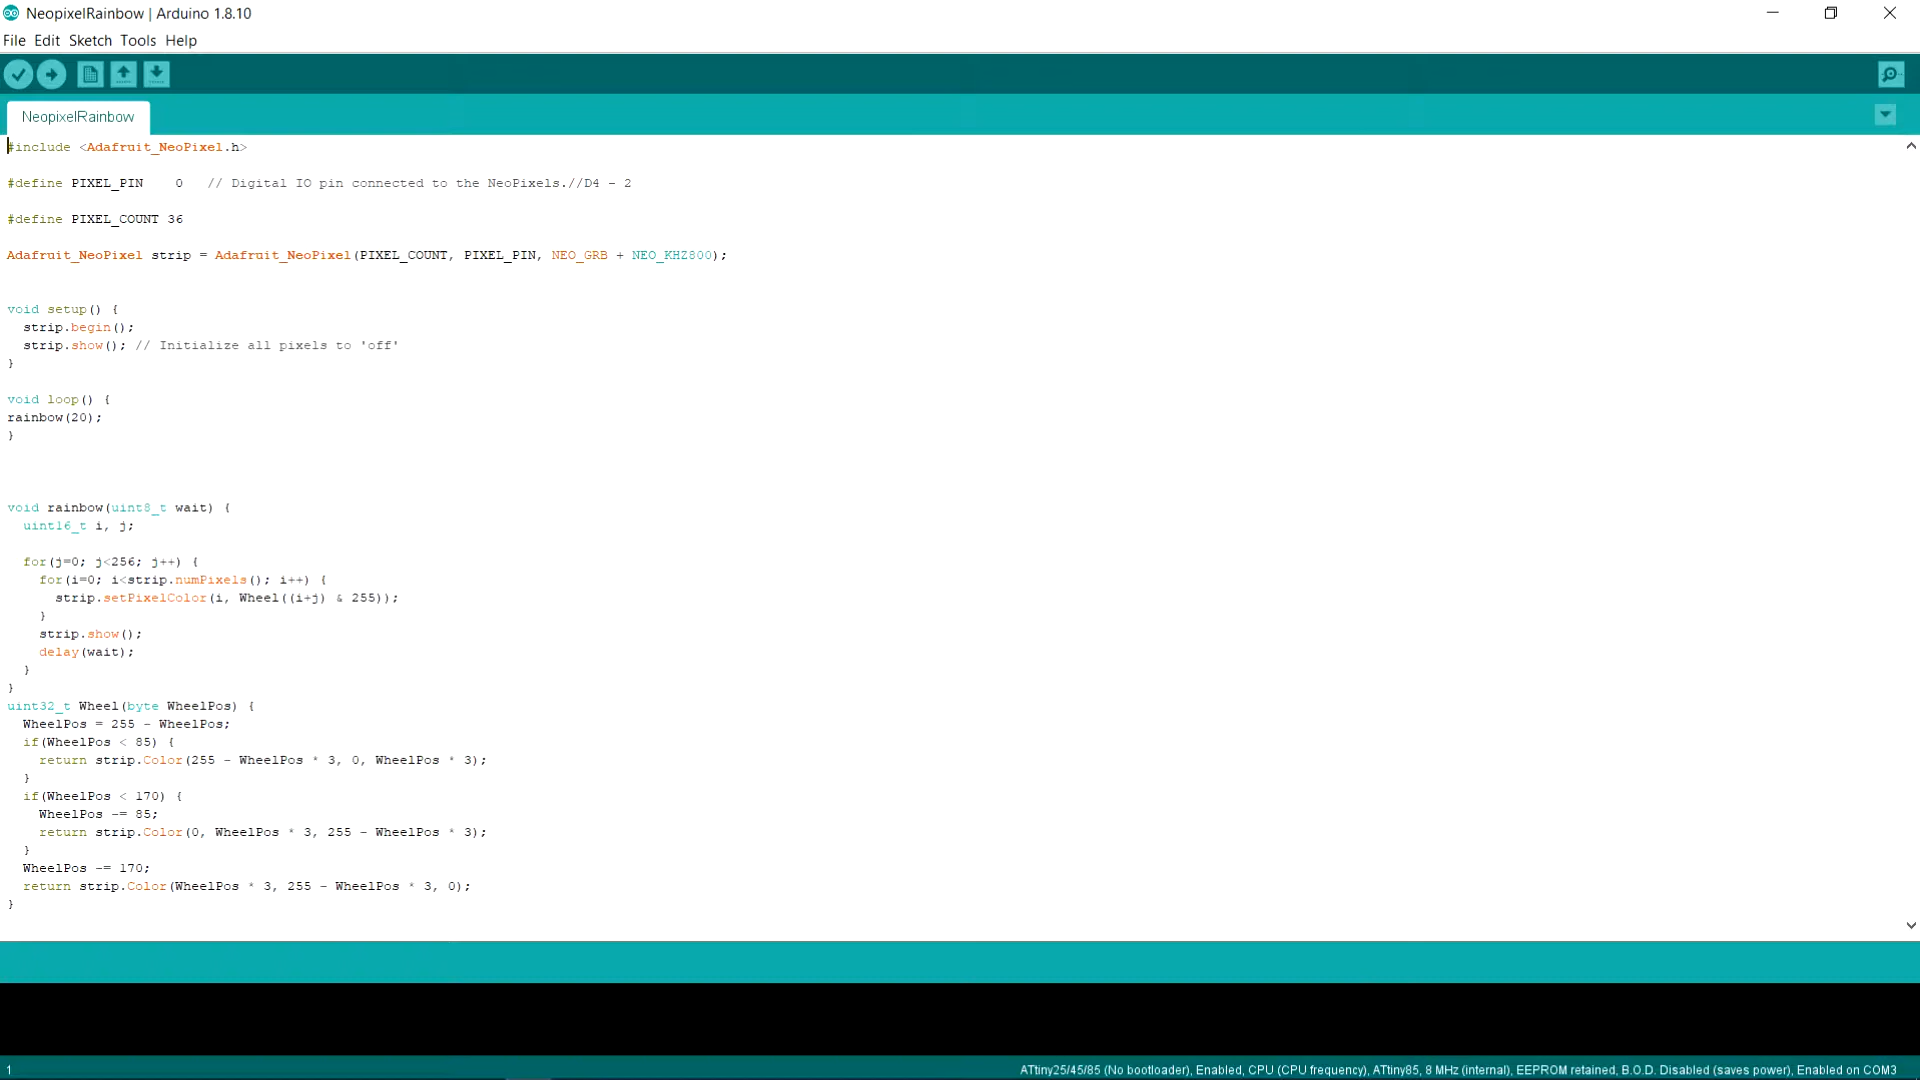 NeopixelRainbow | Arduino 1.8.10
File Edit Sketch Tools Help
NeopixelRainbow
#include <Adafruit_NeoPixel.h>
#define PIXEL_PIN    0   // Digital IO pin connected to the NeoPixels.//D4 - 2
#define PIXEL_COUNT 36
Adafruit_NeoPixel strip = Adafruit_NeoPixel(PIXEL_COUNT, PIXEL_PIN, NEO_GRB + NEO_KHZ800);
void setup() {
  strip.begin();
  strip.show(); // Initialize all pixels to 'off'
}
void loop() {
rainbow(20);
}
void rainbow(uint8_t wait) {
  uint16_t i, j;
  for(j=0; j<256; j++) {
    for(i=0; i<strip.numPixels(); i++) {
      strip.setPixelColor(i, Wheel((i+j) & 255));
    }
    strip.show();
    delay(wait);
  }
}
uint32_t Wheel(byte WheelPos) {
  WheelPos = 255 - WheelPos;
  if(WheelPos < 85) {
    return strip.Color(255 - WheelPos * 3, 0, WheelPos * 3);
  }
  if(WheelPos < 170) {
    WheelPos -= 85;
    return strip.Color(0, WheelPos * 3, 255 - WheelPos * 3);
  }
  WheelPos -= 170;
  return strip.Color(WheelPos * 3, 255 - WheelPos * 3, 0);
}
1
ATtiny25/45/85 (No bootloader), Enabled, CPU (CPU frequency), ATtiny85, 8 MHz (internal), EEPROM retained, B.O.D. Disabled (saves power), Enabled on COM3